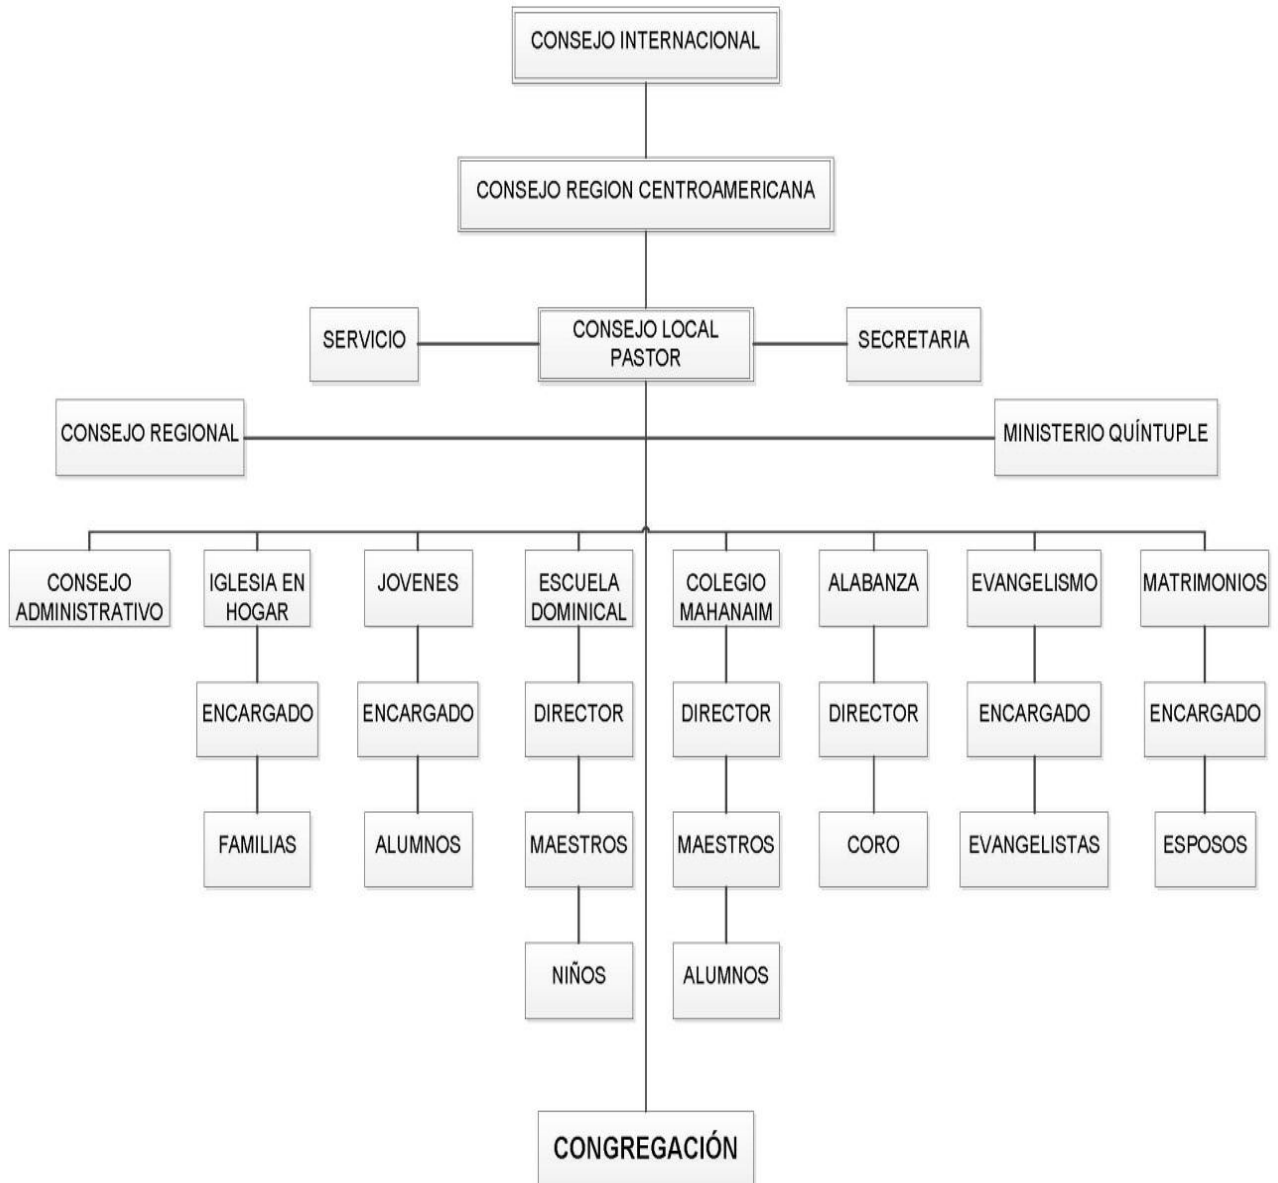 CONSEJO INTERNACIONAL
CONSEJO REGION CENTROAMERICANA
SERVICIO
CONSEJO LOCAL
PASTOR
SECRETARIA
CONSEJO REGIONAL
MINISTERIO QUÍNTUPLE
CONSEJO
ADMINISTRATIVO
IGLESIA EN
HOGAR
JOVENES
ESCUELA
DOMINICAL
COLEGIO
MAHANAIM
ALABANZA
EVANGELISMO
MATRIMONIOS
ENCARGADO
ENCARGADO
DIRECTOR
DIRECTOR
DIRECTOR
ENCARGADO
ENCARGADO
FAMILIAS
ALUMNOS
MAESTROS
MAESTROS
CORO
EVANGELISTAS
ESPOSOS
NIÑOS
ALUMNOS
CONGREGACIÓN